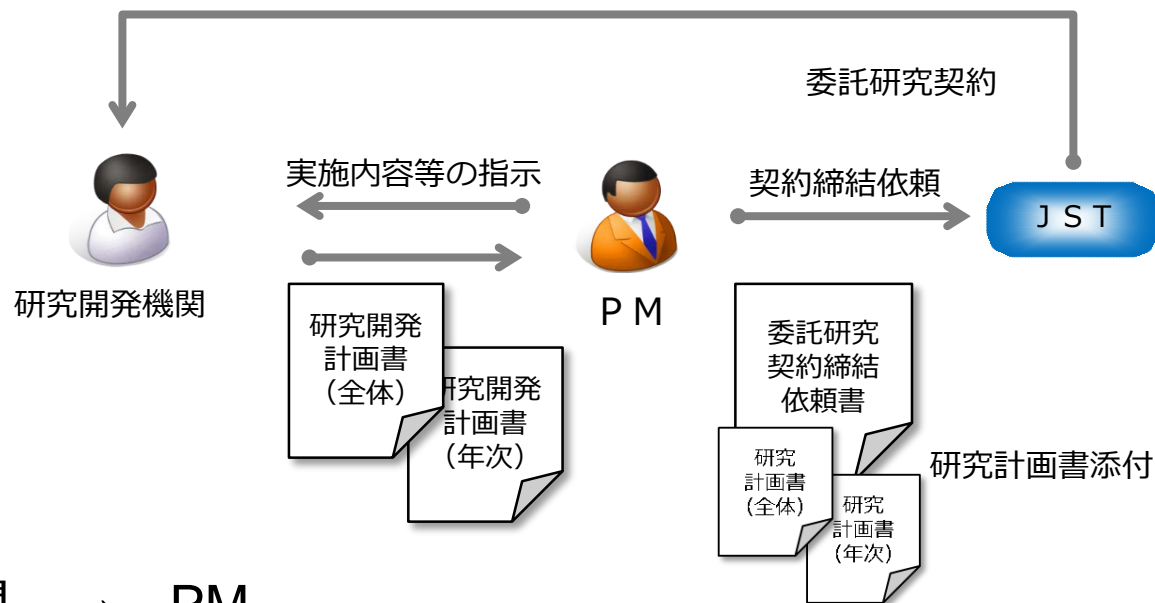 委託研究契約
実施内容等の指示
契約締結依頼
ＪＳＴ
研究開発機関
ＰＭ
研究開発
計画書
（全体）
研究開発
計画書
（年次）
委託研究
契約締結
依頼書
研究
計画書
(全体)
研究
計画書
(年次)
研究計画書添付
PM